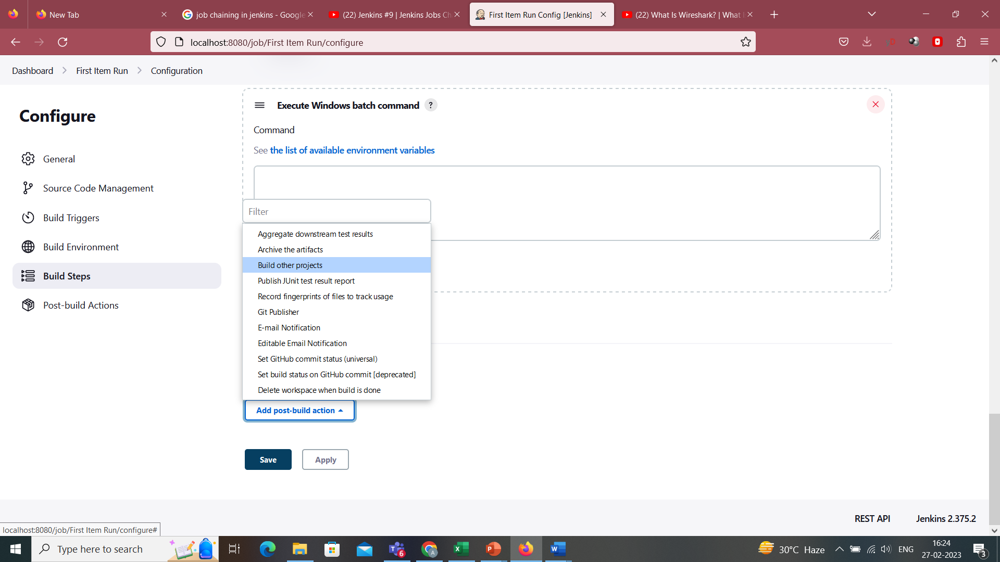 New Tab
job chaining in jenkins - Google
(22) Jenkins #9 | Jenkins Jobs Ch
First Item Run Config [Jenkins]
(22) What Is Wireshark? | What
localhost:8080/job/First Item Run/configure
Dashboard
First Item Run
Configuration
Configure
General
Source Code Management
Build Triggers
Build Environment
Build Steps
Post-build Actions
Execute Windows batch command
?
Command
See the list of available environment variables
Filter
Aggregate downstream test results
Archive the artifacts
Build other projects
Publish JUnit test result report
Record fingerprints of files to track usage
Git Publisher
E-mail Notification
Editable Email Notification
Set GitHub commit status (universal)
Set build status on GitHub commit [deprecated]
Delete workspace when build is done
Add post-build action
Save
Apply
REST API
Jenkins 2.375.2
localhost:8080/job/First Item Run/configure#
Type here to search
6
30°C Haze
ENG
16:24
27-02-2023
3